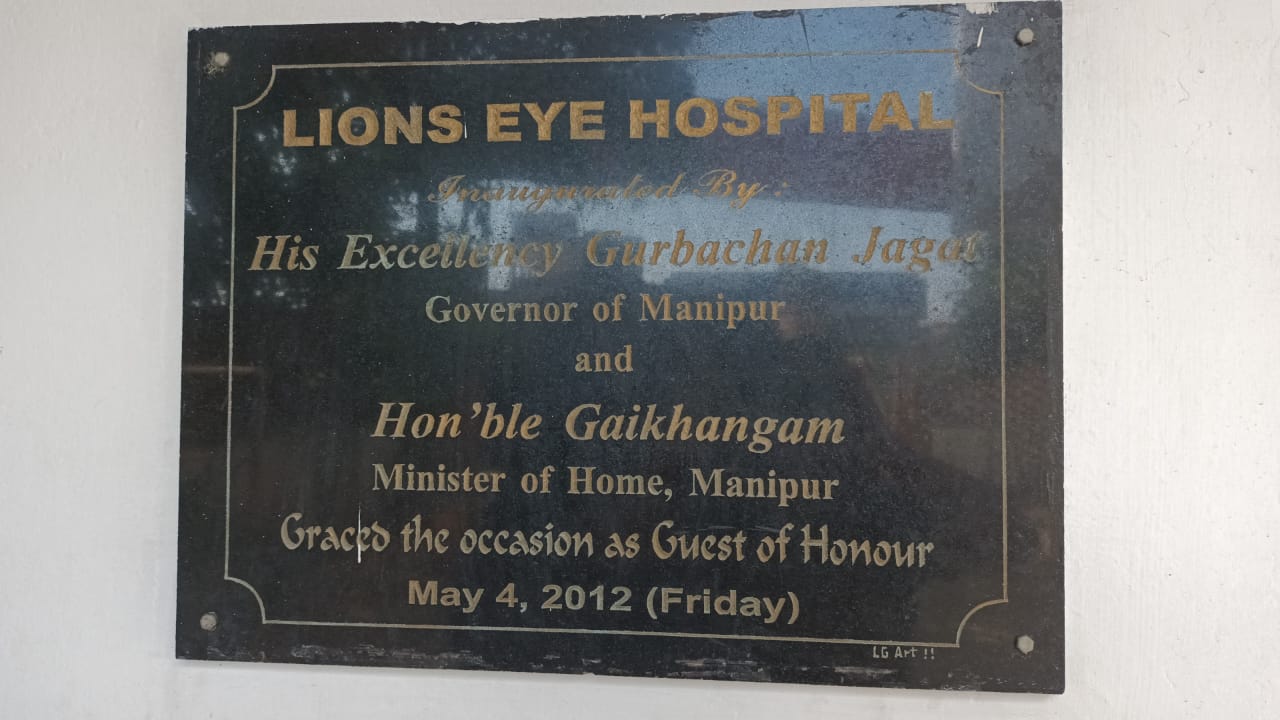 LIONS EYE HOSPITAL
Inaugurated By :
His Excellency Gurbachan Jagat
Governor of Manipur
and
Hon'ble Gaikhangam
Minister of Home, Manipur
Graced the occasion as Guest of Honour
May 4, 2012 (Friday)
LG Art !!